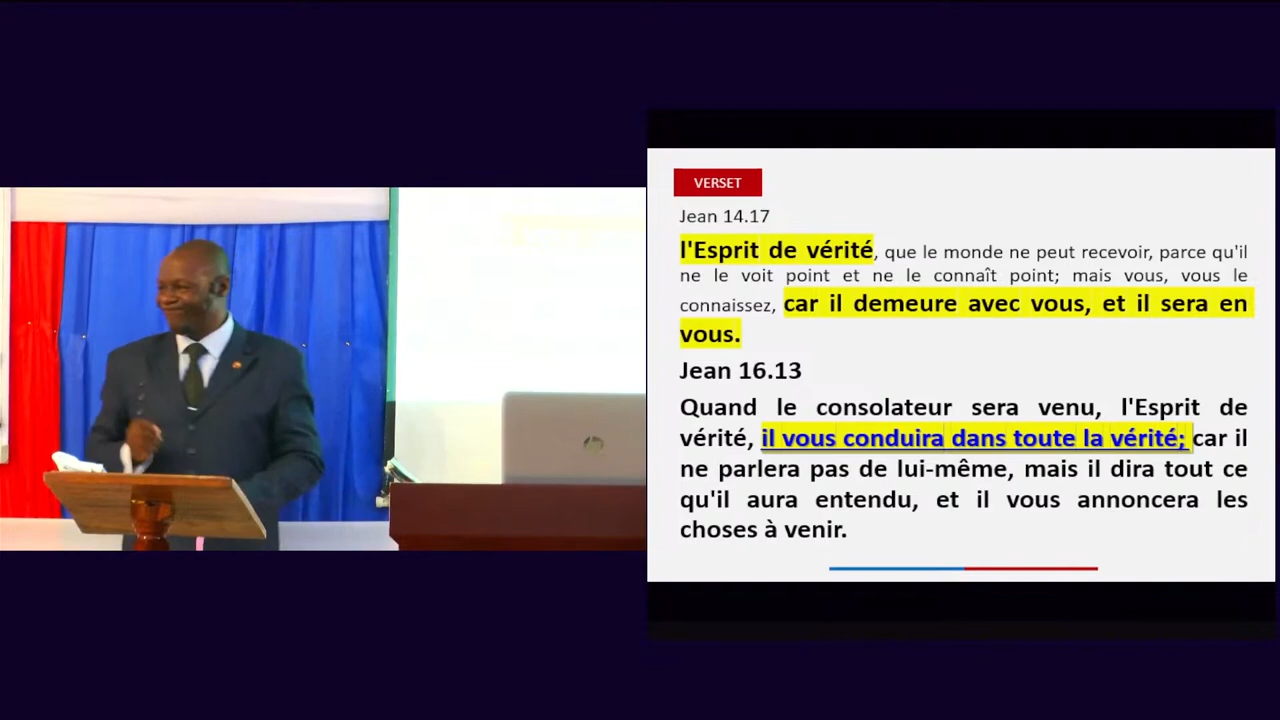 VERSET
Jean 14.17
l'Esprit de vérité, que le monde ne peut recevoir, parce qu'il
ne le voit point et ne le connaît point; mais vous, vous le
connaissez, car il demeure avec vous, et il sera en
vous.
Jean 16.13
Quand le consolateur sera venu, l'Esprit de
vérité, il vous conduira dans toute la vérité; car il
ne parlera pas de lui-même, mais il dira tout ce
qu'il aura entendu, et il vous annoncera les
choses à venir.